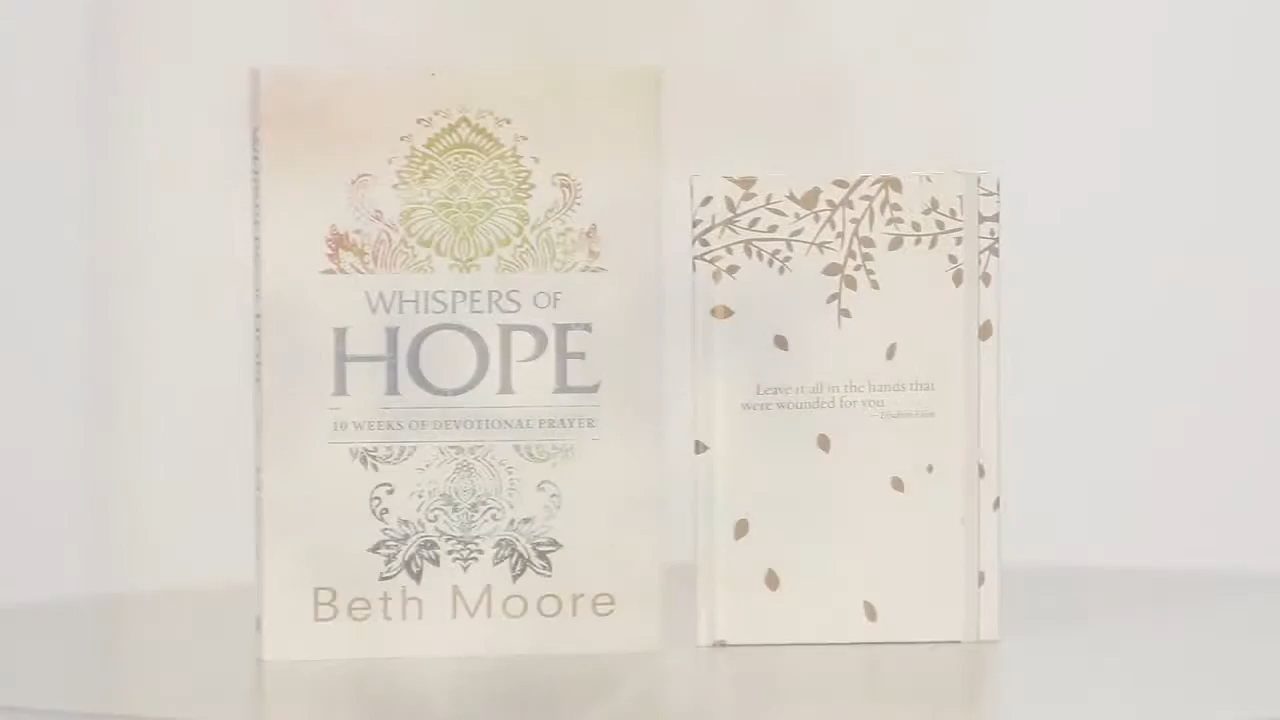 WHISPERS OF
HOPE
10 WEEKS OF DEVOTIONAL PRAYER
Beth Moore
Leave it all in the hands that
were wounded for you